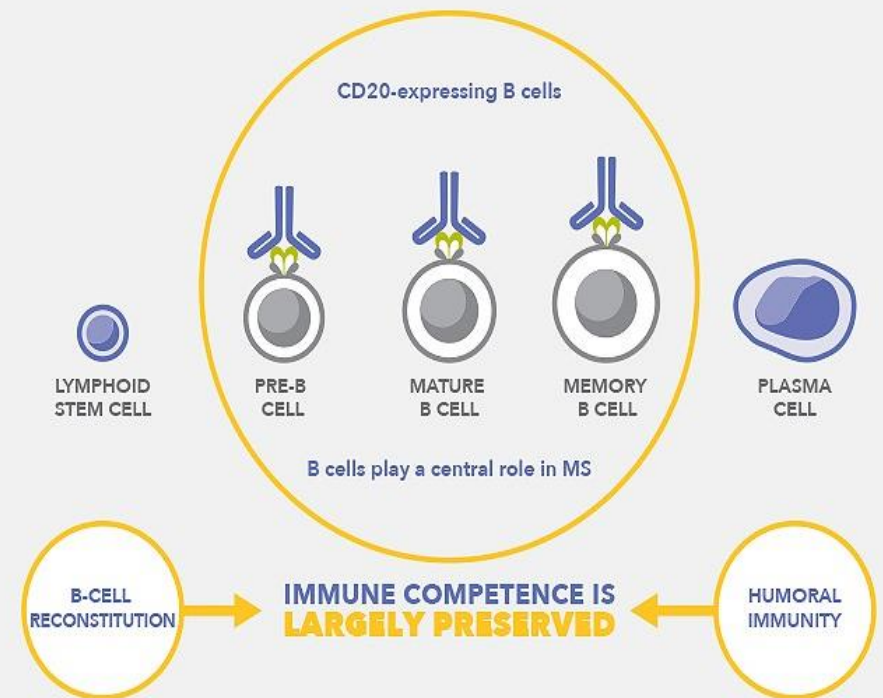 CD20-expressing B cells
LYMPHOID
STEM CELL
PRE-B
CELL
MATURE
B CELL
MEMORY
B CELL
PLASMA
CELL
B cells play a central role in MS
B-CELL
RECONSTITUTION
IMMUNE COMPETENCE IS
LARGELY PRESERVED
HUMORAL
IMMUNITY